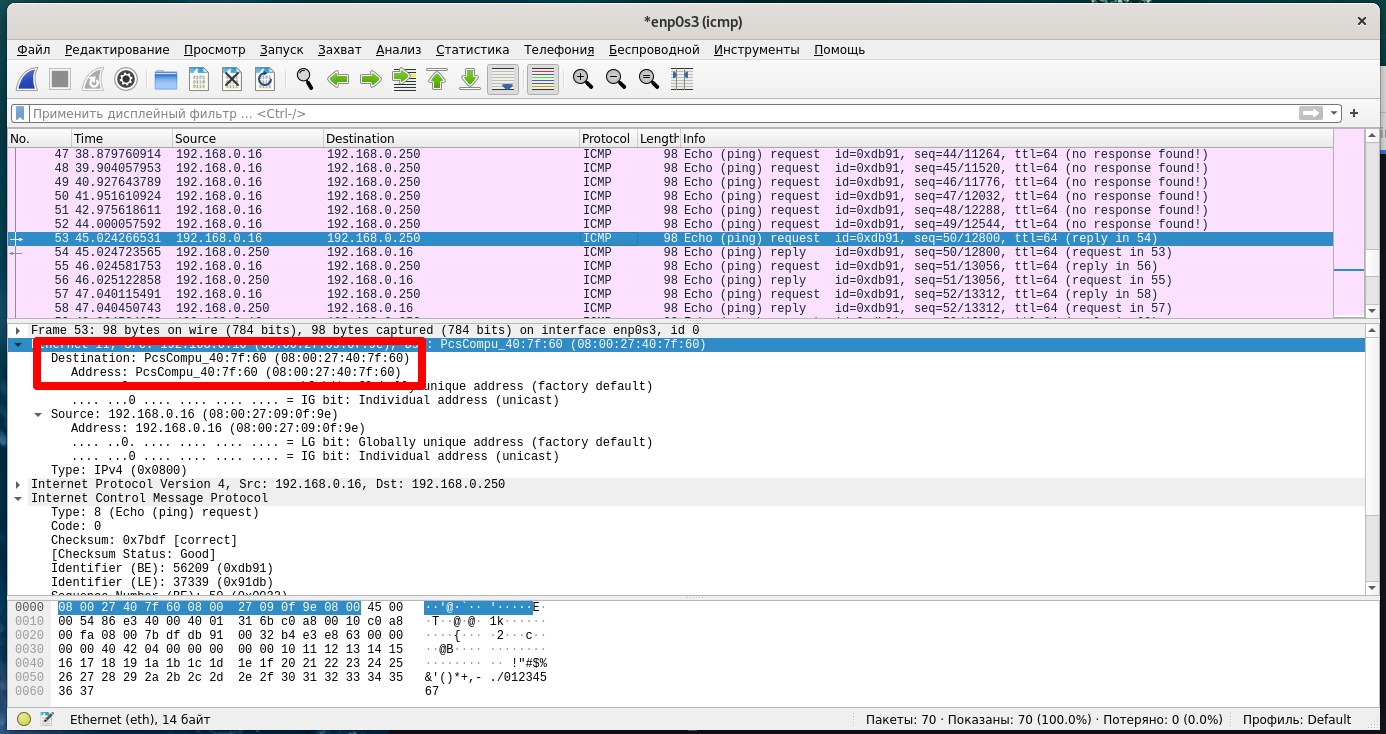 *enp0s3 (icmp)
Файл Редактирование Просмотр Запуск Захват Анализ Статистика Телефония Беспроводной Инструменты Помощь
Применить дисплейный фильтр ... <Ctrl-/>
No. Time Source Destination Protocol Length Info
47 38.879760914 192.168.0.16 192.168.0.250 ICMP 98 Echo (ping) request id=0xdb91, seq=44/11264, ttl=64 (no response found!)
48 39.904057953 192.168.0.16 192.168.0.250 ICMP 98 Echo (ping) request id=0xdb91, seq=45/11520, ttl=64 (no response found!)
49 40.927643789 192.168.0.16 192.168.0.250 ICMP 98 Echo (ping) request id=0xdb91, seq=46/11776, ttl=64 (no response found!)
50 41.951610924 192.168.0.16 192.168.0.250 ICMP 98 Echo (ping) request id=0xdb91, seq=47/12032, ttl=64 (no response found!)
51 42.975618611 192.168.0.16 192.168.0.250 ICMP 98 Echo (ping) request id=0xdb91, seq=48/12288, ttl=64 (no response found!)
52 44.000057592 192.168.0.16 192.168.0.250 ICMP 98 Echo (ping) request id=0xdb91, seq=49/12544, ttl=64 (no response found!)
53 45.024266531 192.168.0.16 192.168.0.250 ICMP 98 Echo (ping) request id=0xdb91, seq=50/12800, ttl=64 (reply in 54)
54 45.024723565 192.168.0.250 192.168.0.16 ICMP 98 Echo (ping) reply id=0xdb91, seq=50/12800, ttl=64 (request in 53)
55 46.024581753 192.168.0.16 192.168.0.250 ICMP 98 Echo (ping) request id=0xdb91, seq=51/13056, ttl=64 (reply in 56)
56 46.025122858 192.168.0.250 192.168.0.16 ICMP 98 Echo (ping) reply id=0xdb91, seq=51/13056, ttl=64 (request in 55)
57 47.040115491 192.168.0.16 192.168.0.250 ICMP 98 Echo (ping) request id=0xdb91, seq=52/13312, ttl=64 (reply in 58)
58 47.040450743 192.168.0.250 192.168.0.16 ICMP 98 Echo (ping) reply id=0xdb91, seq=52/13312, ttl=64 (request in 57)
Frame 53: 98 bytes on wire (784 bits), 98 bytes captured (784 bits) on interface enp0s3, id 0
PcsCompu_40:7f:60 (08:00:27:40:7f:60)
Destination: PcsCompu_40:7f:60 (08:00:27:40:7f:60)
Address: PcsCompu_40:7f:60 (08:00:27:40:7f:60)
unique address (factory default)
.... ...0 .... .... .... .... = IG bit: Individual address (unicast)
Source: 192.168.0.16 (08:00:27:09:0f:9e)
Address: 192.168.0.16 (08:00:27:09:0f:9e)
.... ..0. .... .... .... .... = LG bit: Globally unique address (factory default)
.... ...0 .... .... .... .... = IG bit: Individual address (unicast)
Type: IPv4 (0x0800)
Internet Protocol Version 4, Src: 192.168.0.16, Dst: 192.168.0.250
Internet Control Message Protocol
Type: 8 (Echo (ping) request)
Code: 0
Checksum: 0x7bdf [correct]
[Checksum Status: Good]
Identifier (BE): 56209 (0xdb91)
Identifier (LE): 37339 (0x91db)
0000 08 00 27 40 7f 60 08 00 27 09 0f 9e 08 00 45 00 ··'@·`·· '·····E·
0010 00 54 86 e3 40 00 40 01 31 6b c0 a8 00 10 c0 a8 ·T··@·@· 1k······
0020 00 fa 08 00 7b df db 91 00 32 b4 e3 e8 63 00 00 ····{··· ·2···c··
0030 00 00 40 42 04 00 00 00 00 00 10 11 12 13 14 15 ··@B···· ········
0040 16 17 18 19 1a 1b 1c 1d 1e 1f 20 21 22 23 24 25 ········ ·· !"#$%
0050 26 27 28 29 2a 2b 2c 2d 2e 2f 30 31 32 33 34 35 &'()*+,- ./012345
0060 36 37 67
Ethernet (eth), 14 байт Пакеты: 70 · Показаны: 70 (100.0%) · Потеряно: 0 (0.0%) Профиль: Default